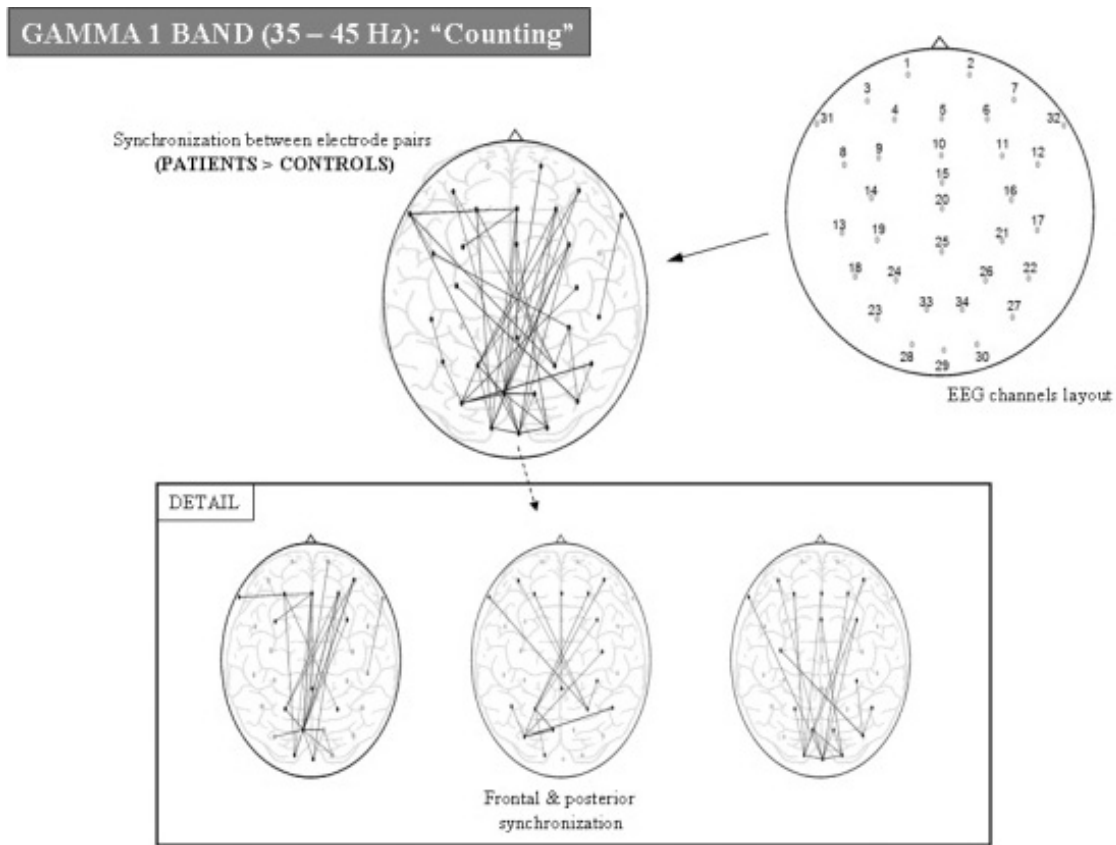 GAMMA 1 BAND (35 – 45 Hz): “Counting”
Synchronization between electrode pairs
(PATIENTS > CONTROLS)
1 2
3 7
31 4 5 6 32
8 9 10 11 12
15
14 20 16
13 19 21 17
25
18 24 26 22
23 33 34 27
28 29 30
EEG channels layout
DETAIL
Frontal & posterior
synchronization